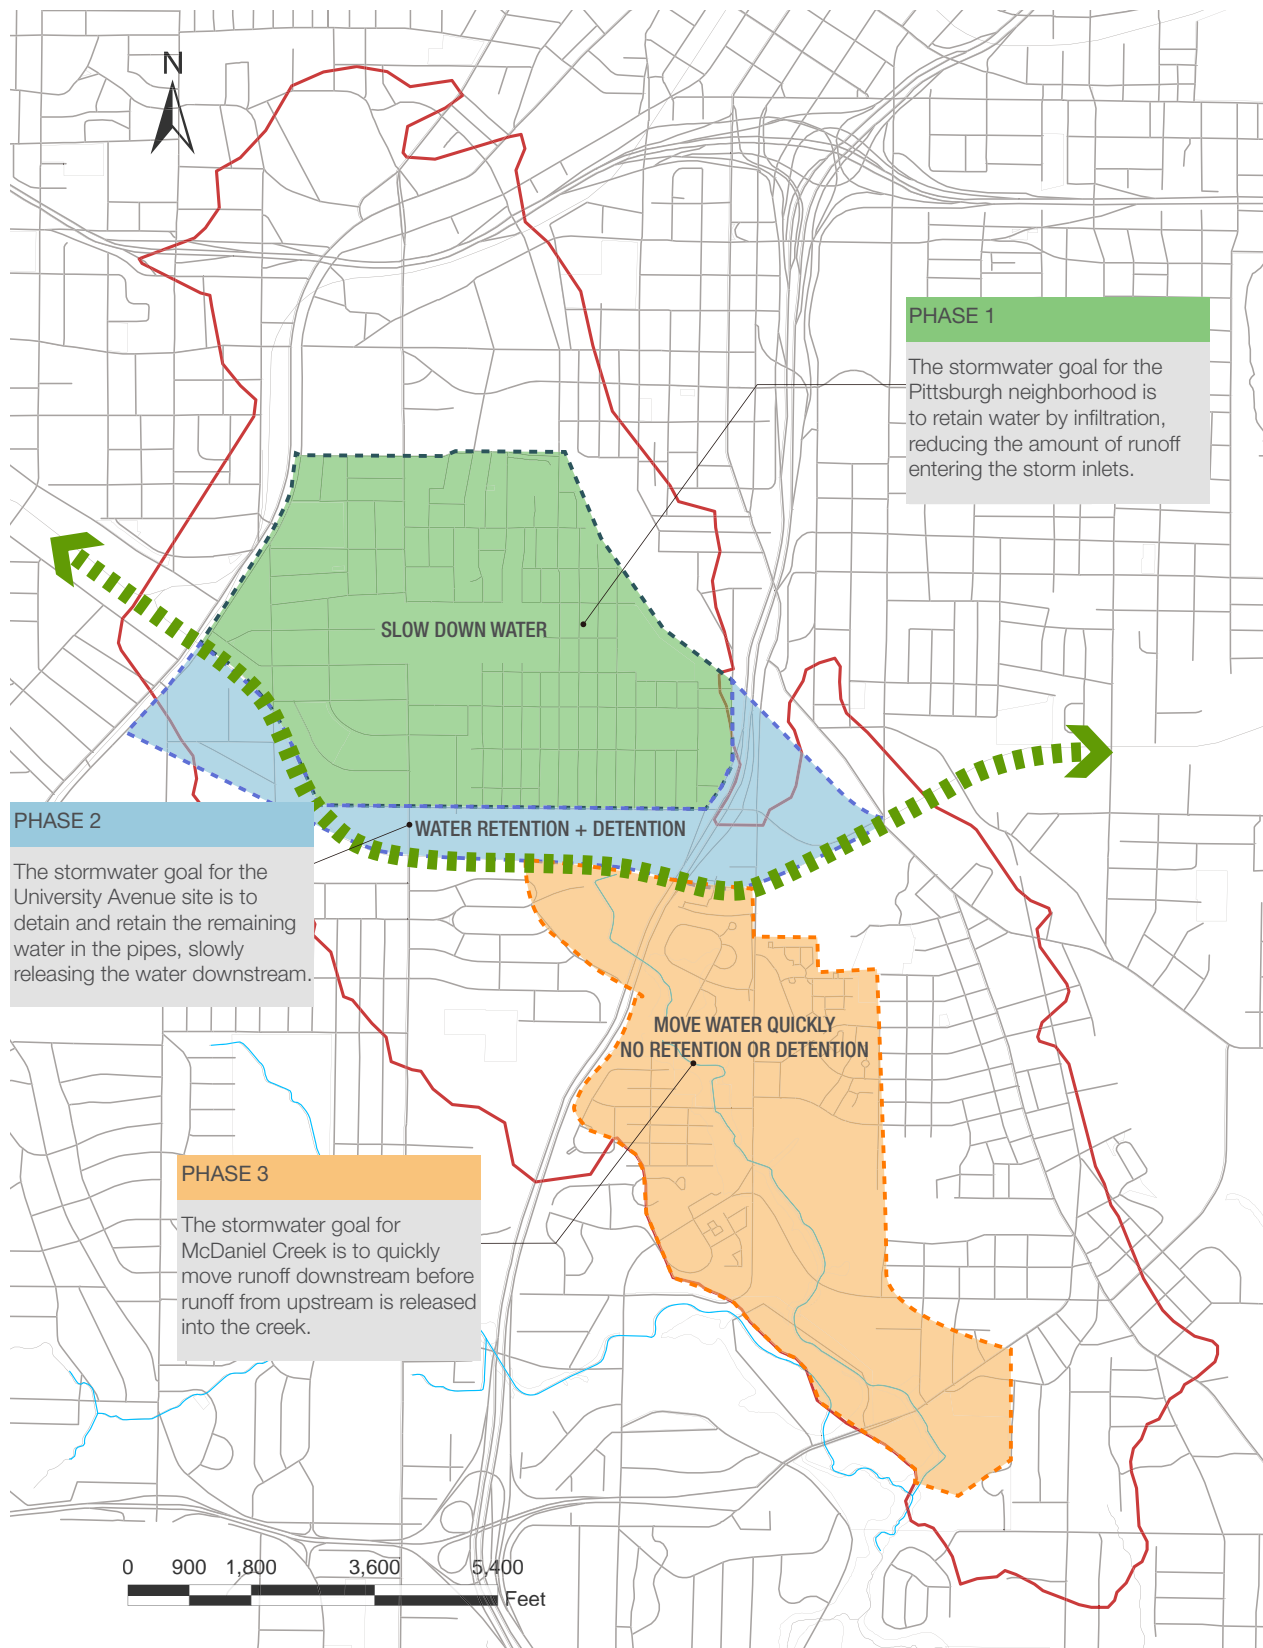 N
PHASE 1
The stormwater goal for the
Pittsburgh neighborhood is
to retain water by infiltration,
reducing the amount of runoff
entering the storm inlets.
SLOW DOWN WATER
PHASE 2
WATER RETENTION + DETENTION
The stormwater goal for the
University Avenue site is to
detain and retain the remaining
water in the pipes, slowly
releasing the water downstream.
MOVE WATER QUICKLY
NO RETENTION OR DETENTION
PHASE 3
The stormwater goal for
McDaniel Creek is to quickly
move runoff downstream before
runoff from upstream is released
into the creek.
0 900 1,800 3,600 5,400
Feet